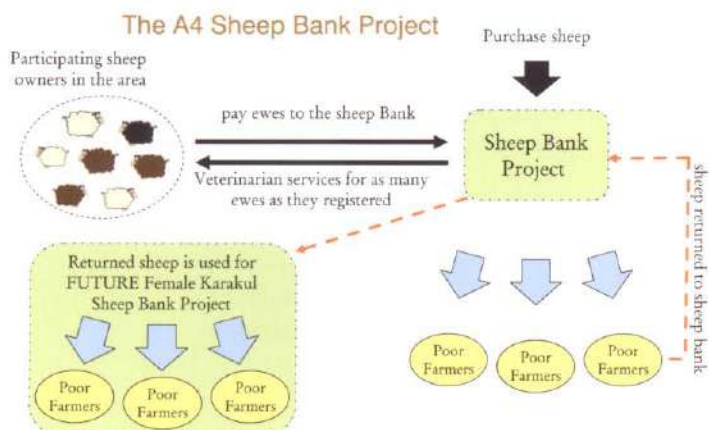 The A4 Sheep Bank Project
Participating sheep
owners in the area
Purchase sheep
pay ewes to the sheep Bank
Veterinarian services for as many
ewes as they registered
Sheep Bank
Project
sheep returned to sheep bank
Returned sheep is used for
FUTURE Female Karakul
Sheep Bank Project
Poor
Farmers
Poor
Farmers
Poor
Farmers
Poor
Farmers
Poor
Farmers
Poor
Farmers